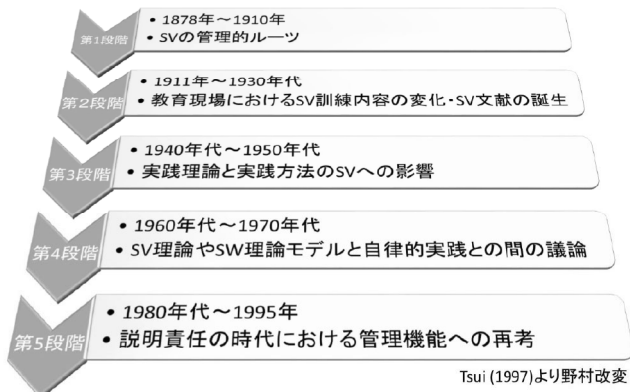 第1段階
• 1878年～1910年
• SVの管理的ルーツ
第2段階
• 1911年～1930年代
• 教育現場におけるSV訓練内容の変化・SV文献の誕生
第3段階
• 1940年代～1950年代
• 実践理論と実践方法のSVへの影響
第4段階
• 1960年代～1970年代
• SV理論やSW理論モデルと自律的実践との間の議論
第5段階
• 1980年代～1995年
• 説明責任の時代における管理機能への再考
Tsui (1997)より野村改変